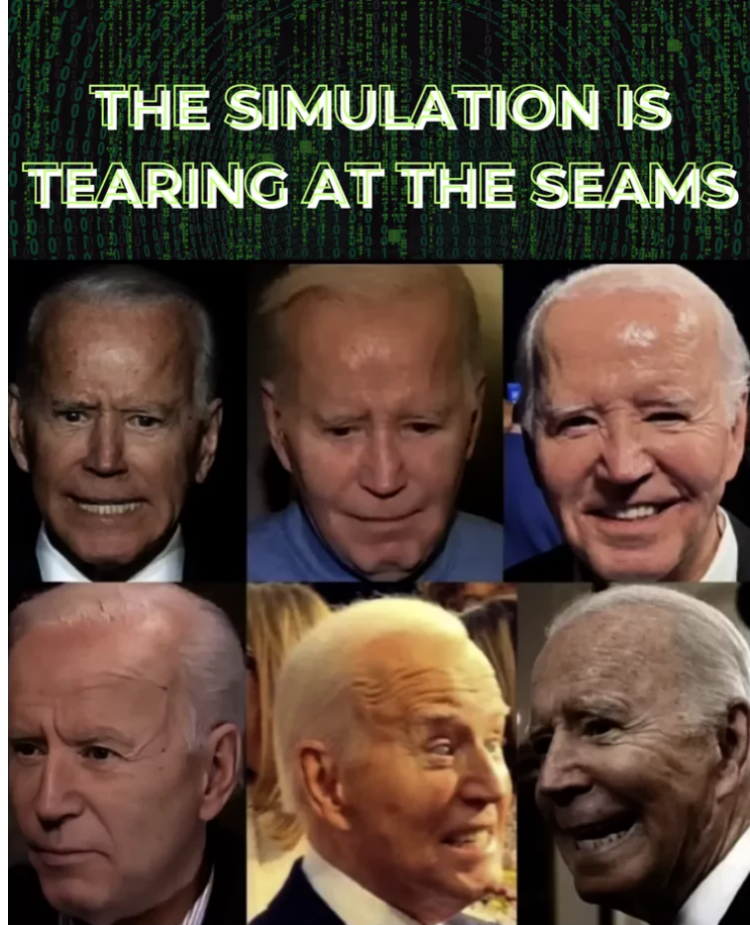 THE SIMULATION IS
TEARING AT THE SEAMS